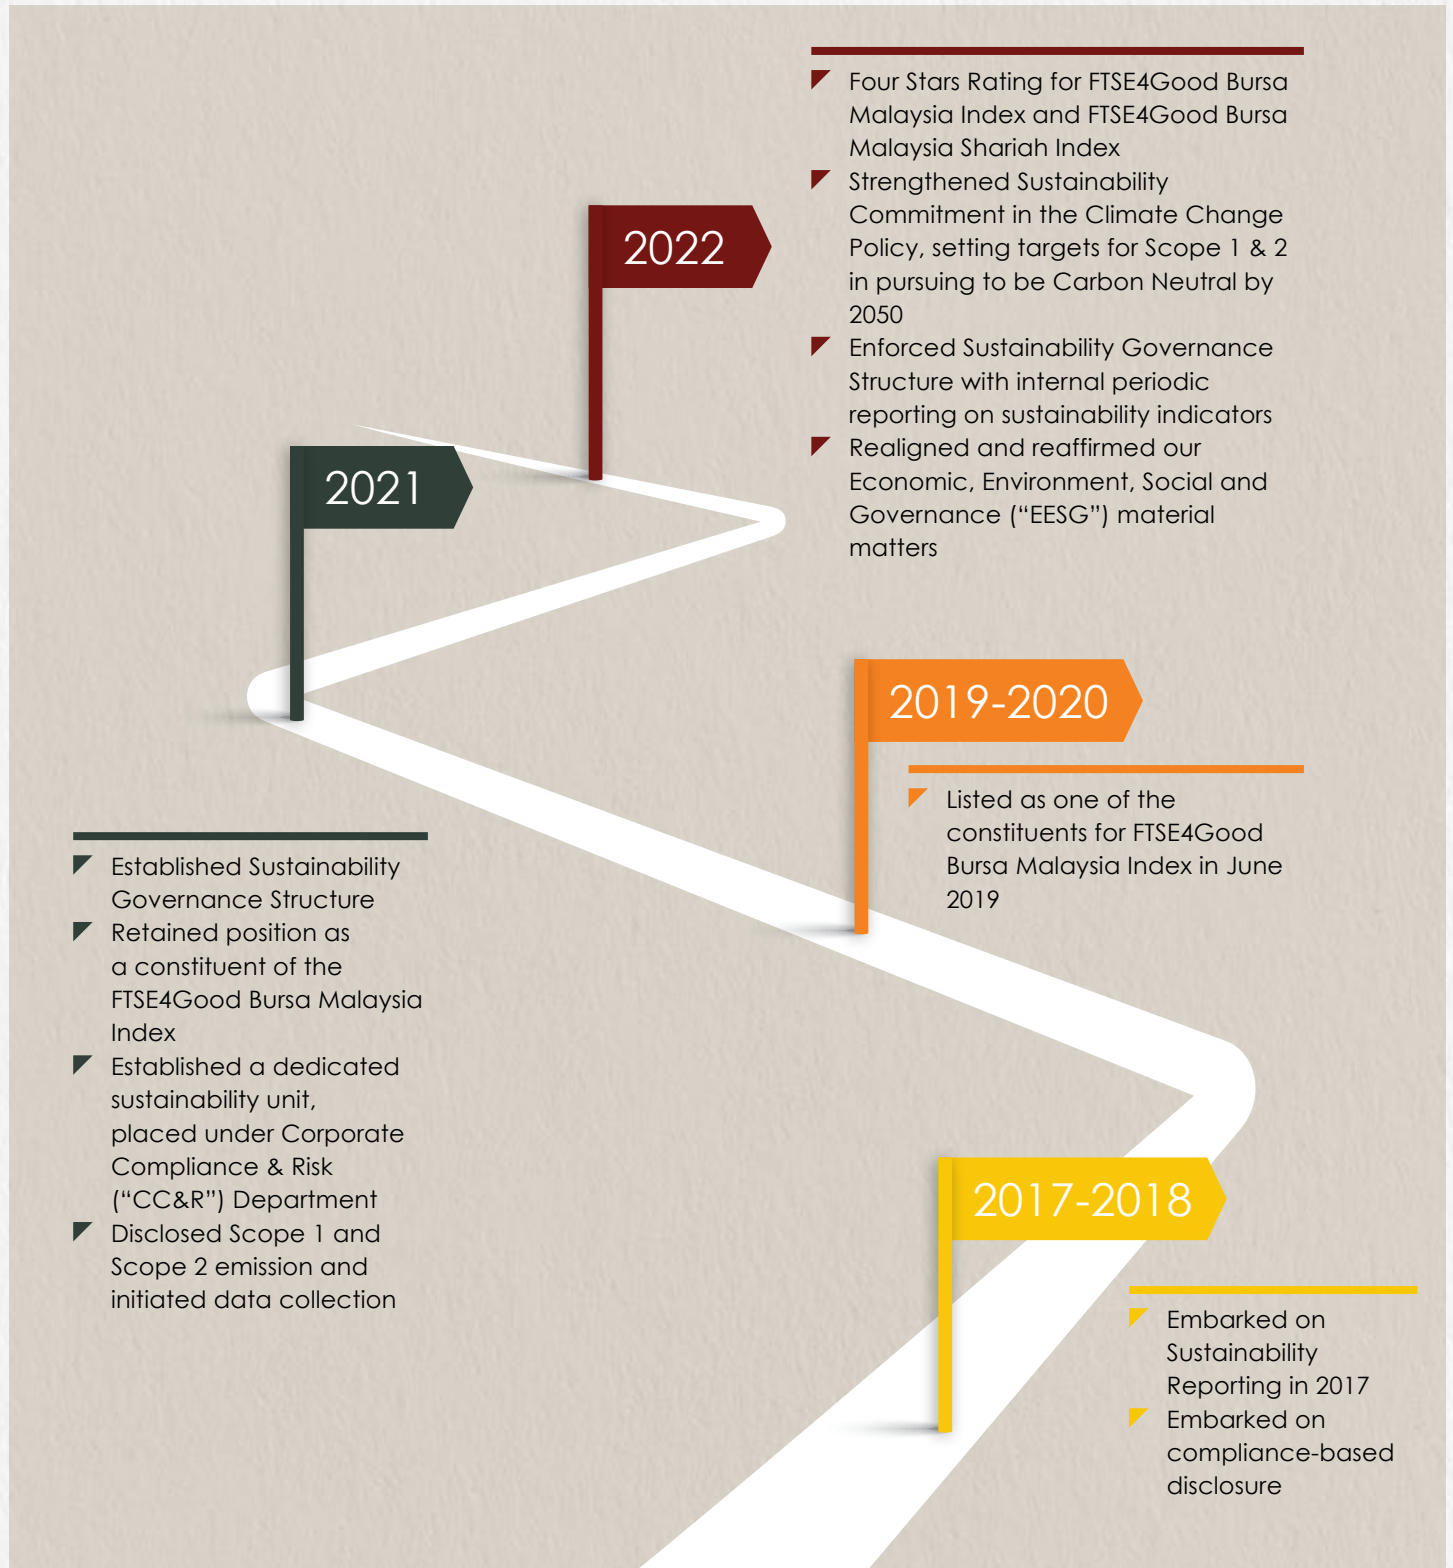 Four Stars Rating for FTSE4Good Bursa
Malaysia Index and FTSE4Good Bursa
Malaysia Shariah Index
Strengthened Sustainability
Commitment in the Climate Change
Policy, setting targets for Scope 1 & 2
in pursuing to be Carbon Neutral by
2050
Enforced Sustainability Governance
Structure with internal periodic
reporting on sustainability indicators
Realigned and reaffirmed our
Economic, Environment, Social and
Governance (“EESG”) material
matters
2022
2021
2019-2020
Listed as one of the
constituents for FTSE4Good
Bursa Malaysia Index in June
2019
Established Sustainability
Governance Structure
Retained position as
a constituent of the
FTSE4Good Bursa Malaysia
Index
Established a dedicated
sustainability unit,
placed under Corporate
Compliance & Risk
(“CC&R”) Department
Disclosed Scope 1 and
Scope 2 emission and
initiated data collection
2017-2018
Embarked on
Sustainability
Reporting in 2017
Embarked on
compliance-based
disclosure